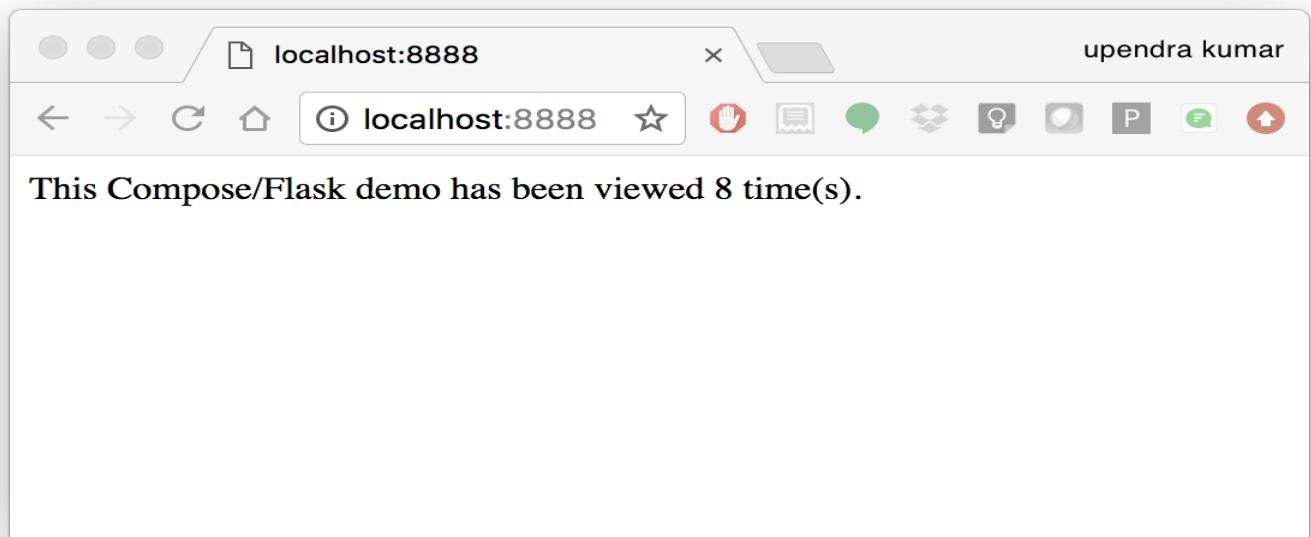 localhost:8888
upendra kumar
localhost:8888
P
This Compose/Flask demo has been viewed 8 time(s).